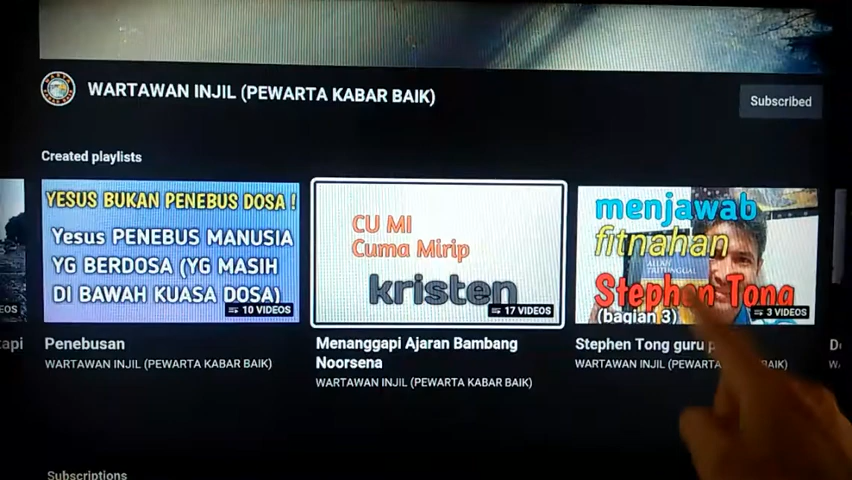 WARTAWAN INJIL (PEWARTA KABAR BAIK)
Subscribed
Created playlists
YESUS BUKAN PENEBUS DOSA !
Yesus PENEBUS MANUSIA
YG BERDOSA (YG MASIH
DI BAWAH KUASA DOSA)
10 VIDEOS
CU MI
Cuma Mirip
kristen
17 VIDEOS
menjawab
fitnahan
Stephen Tong
(bagian 3)
3 VIDEOS
Penebusan
WARTAWAN INJIL (PEWARTA KABAR BAIK)
Menanggapi Ajaran Bambang
Noorsena
WARTAWAN INJIL (PEWARTA KABAR BAIK)
Stephen Tong guru
WARTAWAN INJIL (PEWARTA KABAR BAIK)
Subscriptions